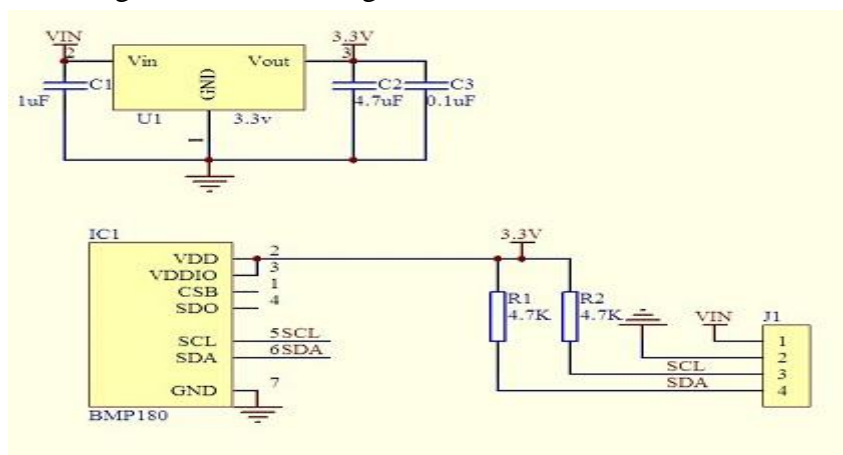 VIN
3.3V
2
3
Vin
Vout
GND
C1
C2
C3
1uF
4.7uF
0.1uF
U1
3.3v
1
IC1
3.3V
VDD
2
VDDIO
3
CSB
1
SDO
4
R1
4.7K
R2
4.7K
VIN
J1
SCL
5SCL
SDA
6SDA
1
2
SCL
3
SDA
4
GND
7
BMP180